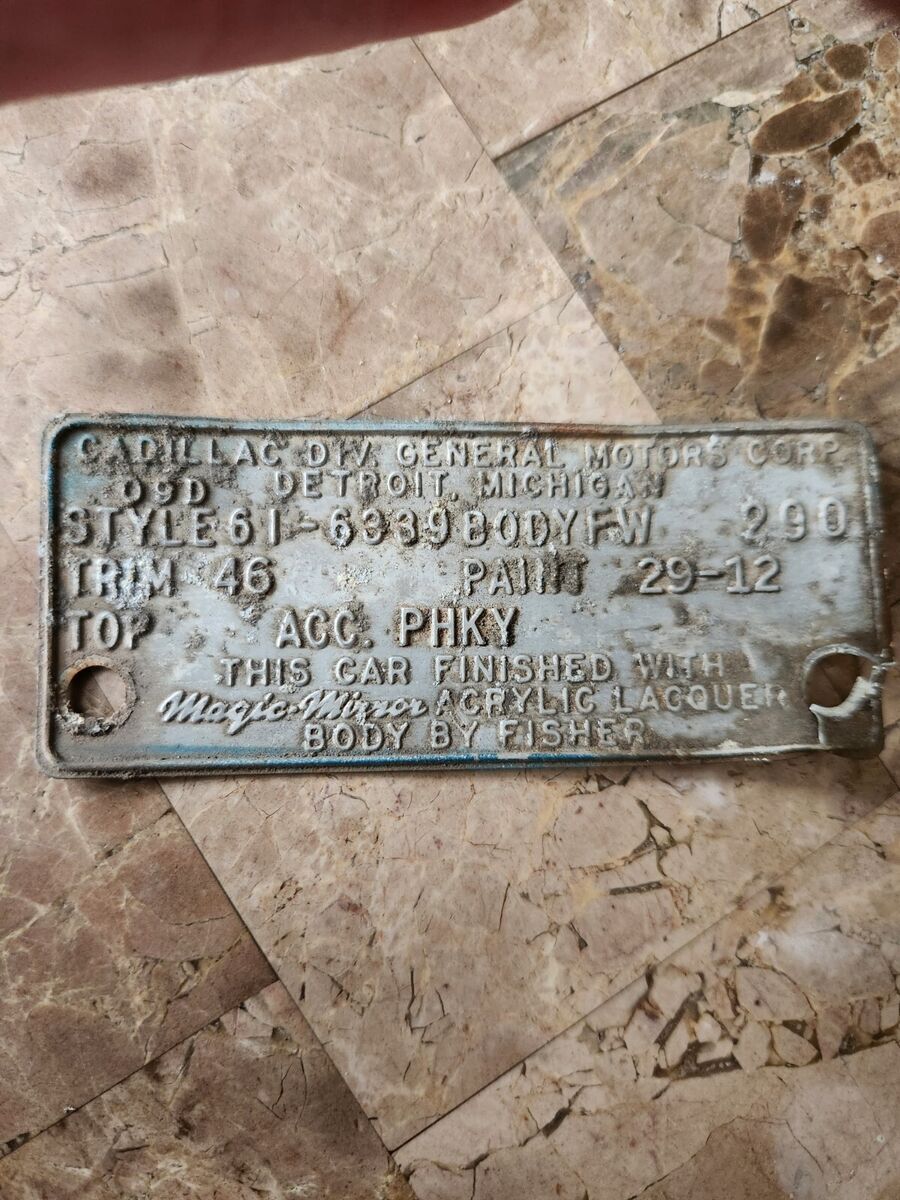 CADILLAC DIV. GENERAL MOTORS CORP.
09D DETROIT, MICHIGAN
STYLE 61-6339 BODY FW 290
TRIM 46 PAINT 29-12
TOP ACC. PHKY
THIS CAR FINISHED WITH
Magic-Mirror ACRYLIC LACQUER
BODY BY FISHER